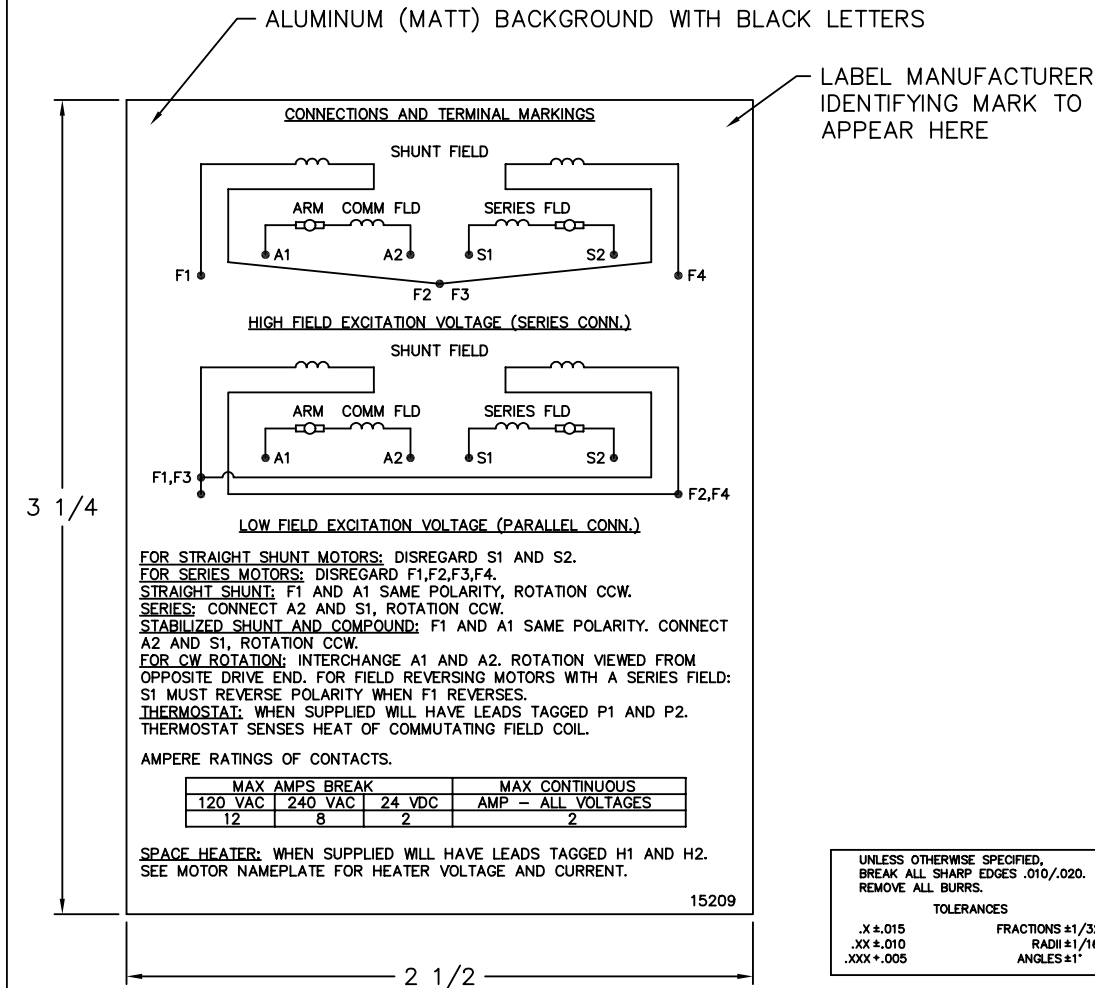 ALUMINUM (MATT) BACKGROUND WITH BLACK LETTERS
LABEL MANUFACTURER
IDENTIFYING MARK TO
APPEAR HERE
CONNECTIONS AND TERMINAL MARKINGS
SHUNT FIELD
ARM COMM FLD SERIES FLD
A1 A2 S1 S2
F1 F4
F2 F3
HIGH FIELD EXCITATION VOLTAGE (SERIES CONN.)
SHUNT FIELD
ARM COMM FLD SERIES FLD
A1 A2 S1 S2
F1,F3
F2,F4
LOW FIELD EXCITATION VOLTAGE (PARALLEL CONN.)
3 1/4
FOR STRAIGHT SHUNT MOTORS: DISREGARD S1 AND S2.
FOR SERIES MOTORS: DISREGARD F1,F2,F3,F4.
STRAIGHT SHUNT: F1 AND A1 SAME POLARITY, ROTATION CCW.
SERIES: CONNECT A2 AND S1, ROTATION CCW.
STABILIZED SHUNT AND COMPOUND: F1 AND A1 SAME POLARITY. CONNECT
A2 AND S1, ROTATION CCW.
FOR CW ROTATION: INTERCHANGE A1 AND A2. ROTATION VIEWED FROM
OPPOSITE DRIVE END. FOR FIELD REVERSING MOTORS WITH A SERIES FIELD:
S1 MUST REVERSE POLARITY WHEN F1 REVERSES.
THERMOSTAT: WHEN SUPPLIED WILL HAVE LEADS TAGGED P1 AND P2.
THERMOSTAT SENSES HEAT OF COMMUTATING FIELD COIL.
AMPERE RATINGS OF CONTACTS.
MAX AMPS BREAK MAX CONTINUOUS
120 VAC 240 VAC 24 VDC AMP – ALL VOLTAGES
12 8 2 2
SPACE HEATER: WHEN SUPPLIED WILL HAVE LEADS TAGGED H1 AND H2.
SEE MOTOR NAMEPLATE FOR HEATER VOLTAGE AND CURRENT.
15209
2 1/2
UNLESS OTHERWISE SPECIFIED,
BREAK ALL SHARP EDGES .010/.020.
REMOVE ALL BURRS.
TOLERANCES
.X ±.015 FRACTIONS ±1/32
.XX ±.010 RADII ±1/16
.XXX +.005 ANGLES ±1°